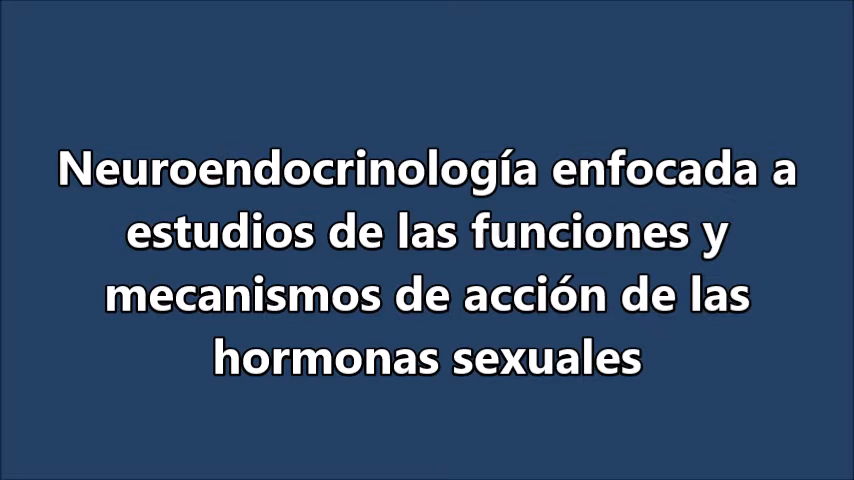 Neuroendocrinología enfocada a
estudios de las funciones y
mecanismos de acción de las
hormonas sexuales